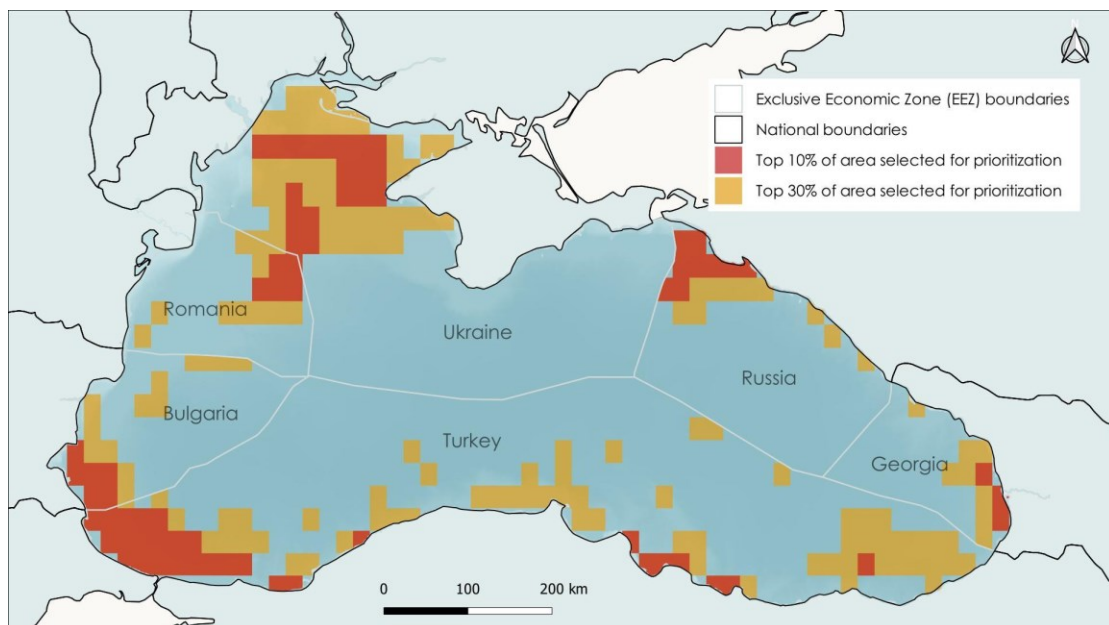 N
Exclusive Economic Zone (EEZ) boundaries
National boundaries
Top 10% of area selected for prioritization
Top 30% of area selected for prioritization
Romania
Ukraine
Russia
Bulgaria
Turkey
Georgia
0 100 200 km